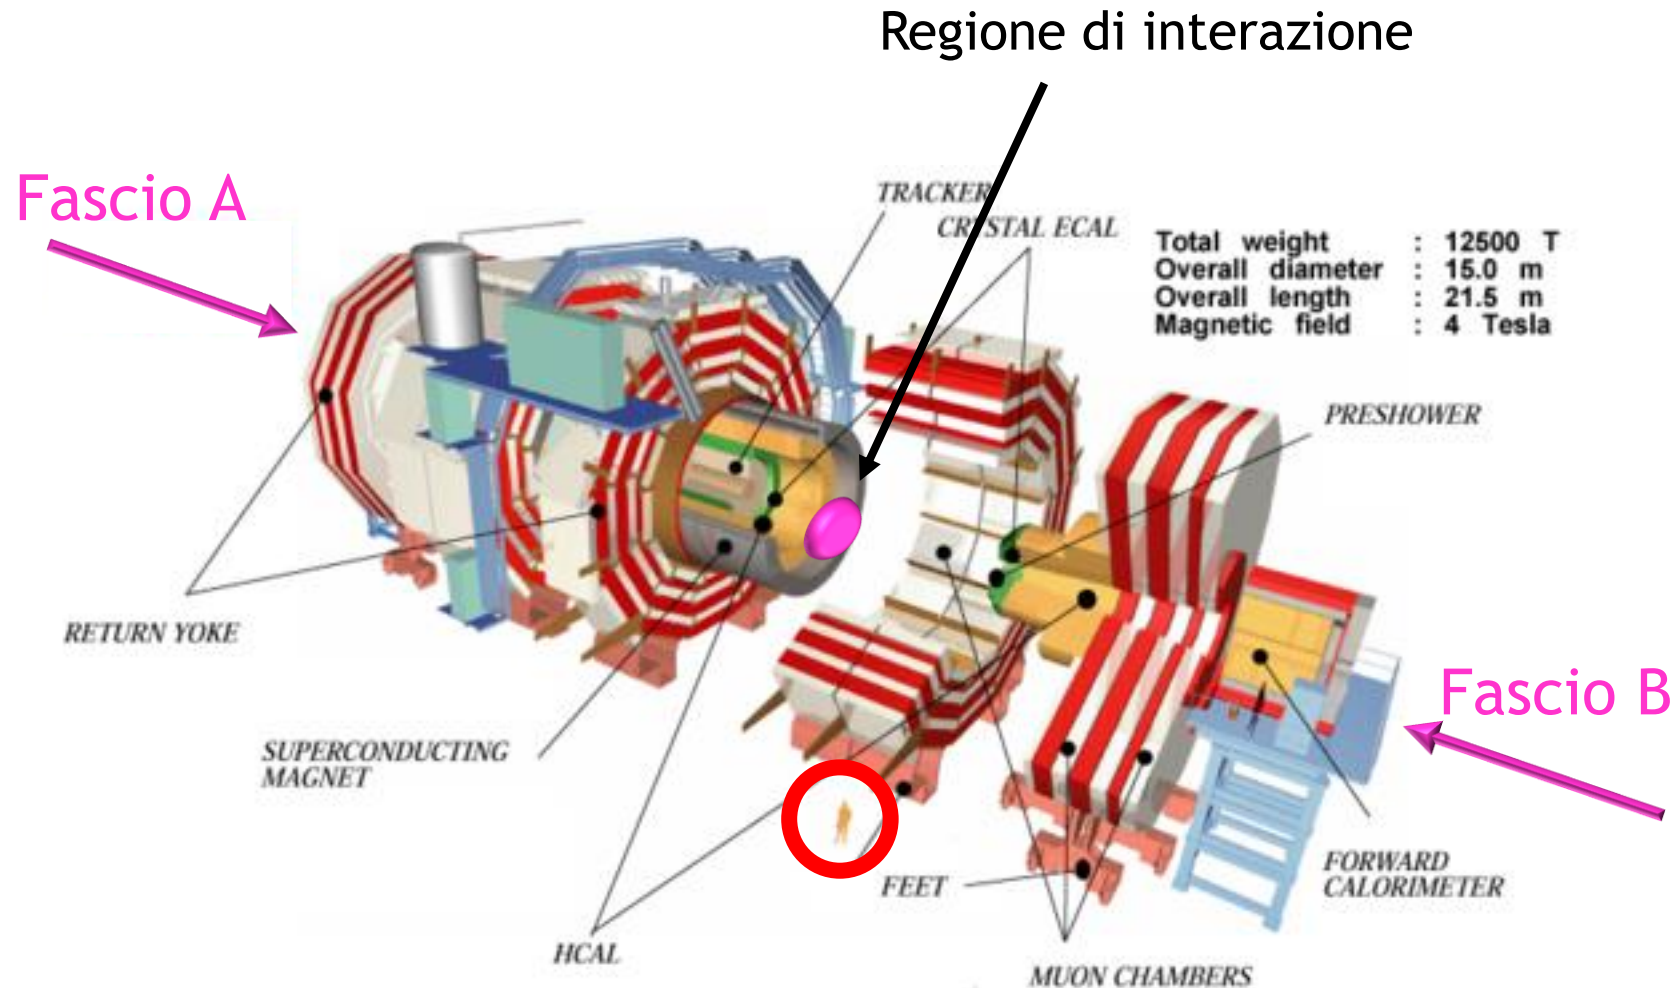 Regione di interazione
Fascio A
TRACKER
CRYSTAL ECAL
Total weight : 12500 T
Overall diameter : 15.0 m
Overall length : 21.5 m
Magnetic field : 4 Tesla
PRESHOWER
RETURN YOKE
Fascio B
SUPERCONDUCTING
MAGNET
FORWARD
CALORIMETER
FEET
HCAL
MUON CHAMBERS